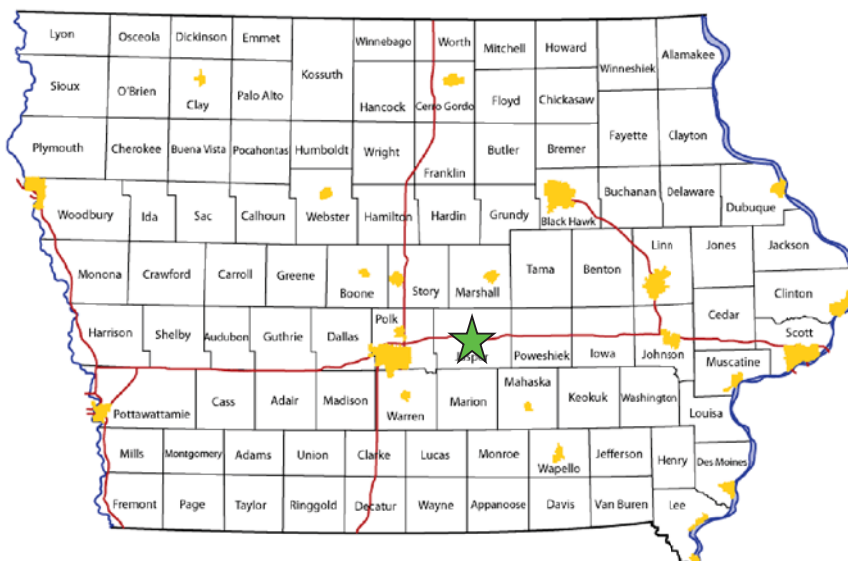 Lyon
Osceola
Dickinson
Emmet
Winnebago
Worth
Mitchell
Howard
Allamakee
Winneshiek
Kossuth
Sioux
O'Brien
Clay
Palo Alto
Hancock
Cerro Gordo
Floyd
Chickasaw
Plymouth
Cherokee
Buena Vista
Pocahontas
Humboldt
Wright
Franklin
Butler
Bremer
Fayette
Clayton
Woodbury
Ida
Sac
Calhoun
Webster
Hamilton
Hardin
Grundy
Black Hawk
Buchanan
Delaware
Dubuque
Monona
Crawford
Carroll
Greene
Boone
Story
Marshall
Tama
Benton
Linn
Jones
Jackson
Clinton
Cedar
Harrison
Shelby
Audubon
Guthrie
Dallas
Polk
Jasper
Poweshiek
Iowa
Johnson
Scott
Muscatine
Pottawattamie
Cass
Adair
Madison
Warren
Marion
Mahaska
Keokuk
Washington
Louisa
Mills
Montgomery
Adams
Union
Clarke
Lucas
Monroe
Wapello
Jefferson
Henry
Des Moines
Fremont
Page
Taylor
Ringgold
Decatur
Wayne
Appanoose
Davis
Van Buren
Lee